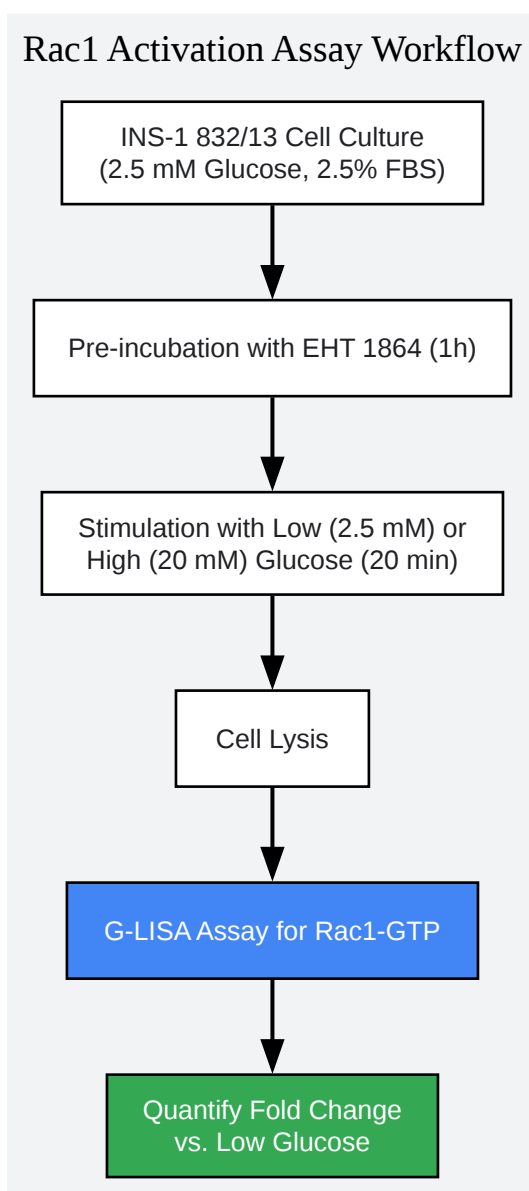 Rac1 Activation Assay Workflow
INS-1 832/13 Cell Culture
(2.5 mM Glucose, 2.5% FBS)
Pre-incubation with EHT 1864 (1h)
Stimulation with Low (2.5 mM) or
High (20 mM) Glucose (20 min)
Cell Lysis
G-LISA Assay for Rac1-GTP
Quantify Fold Change
vs. Low Glucose